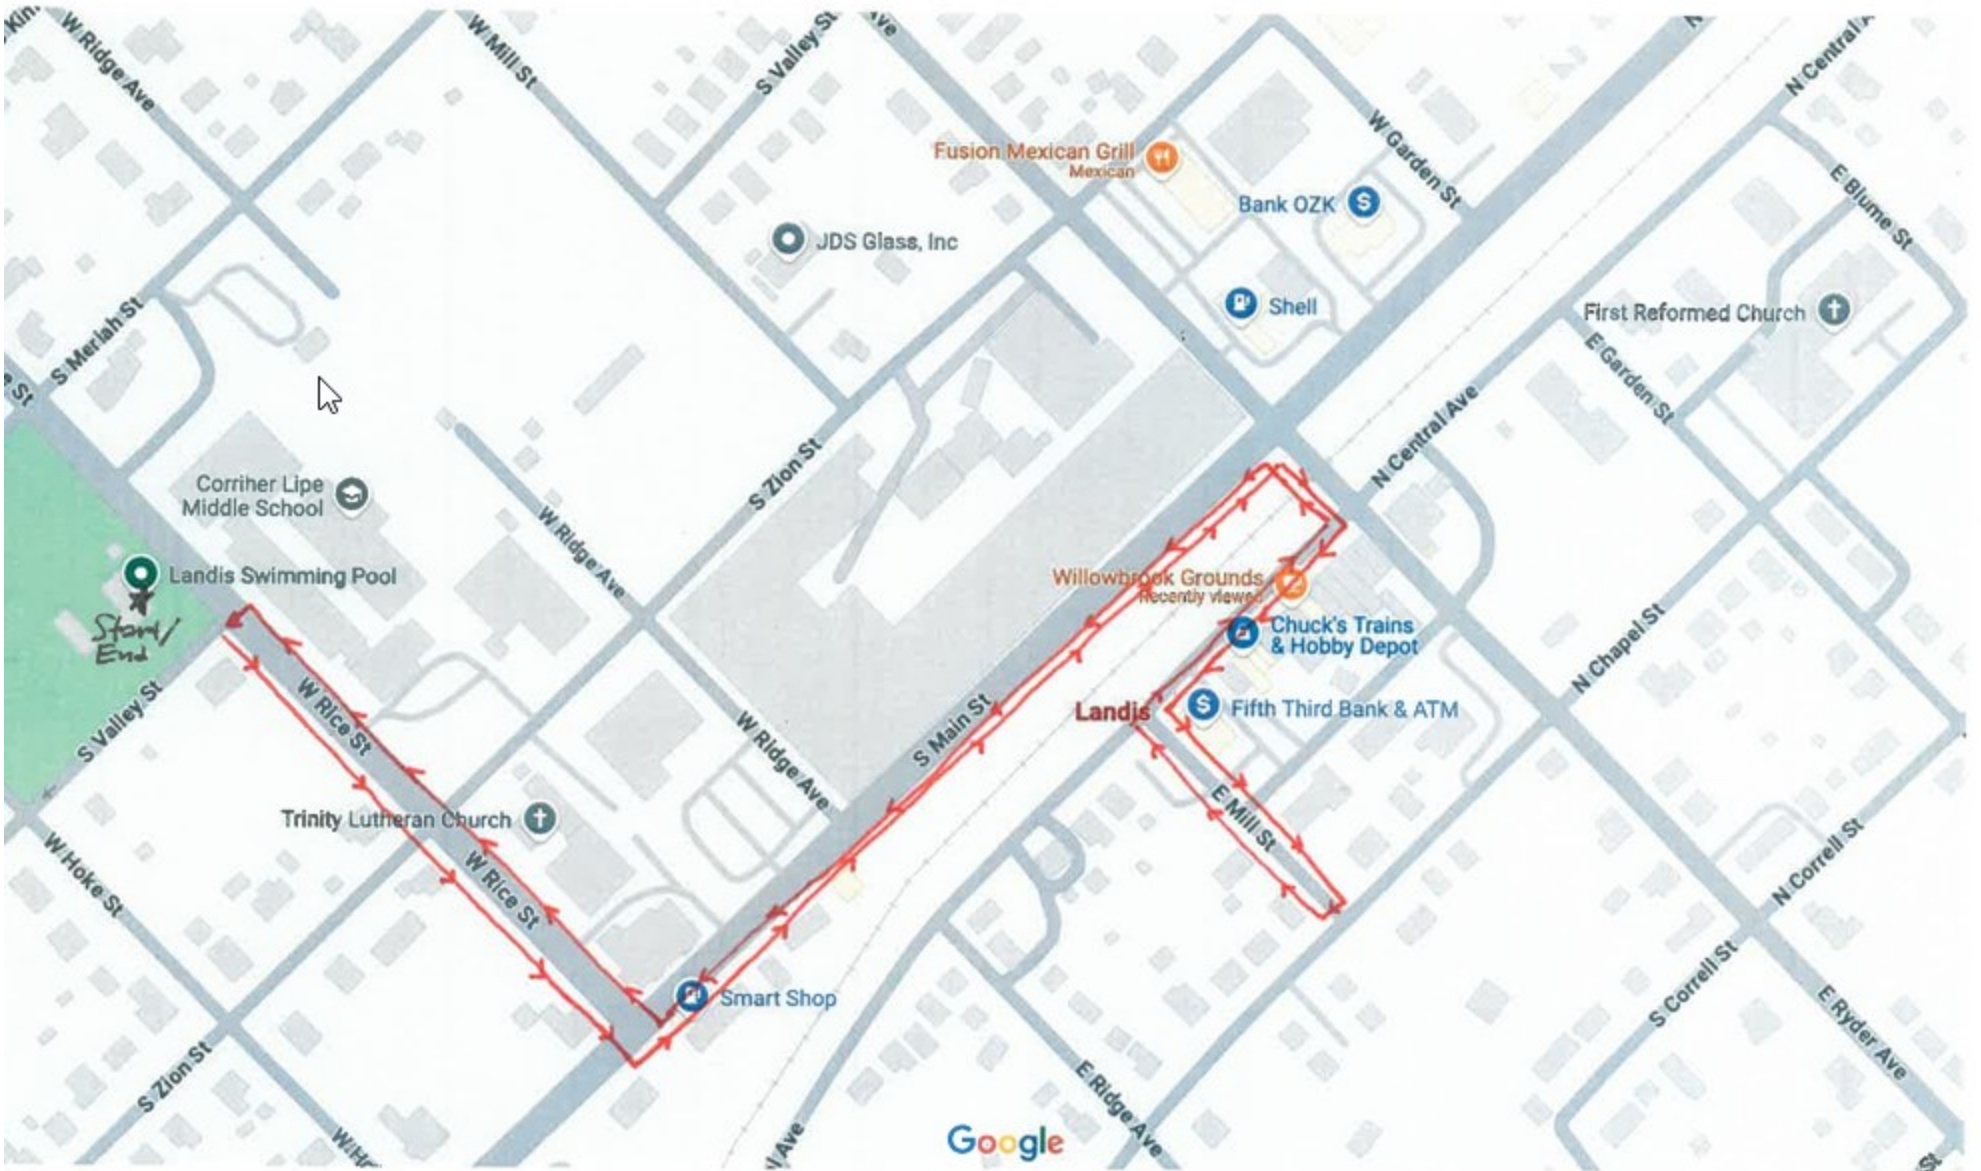 W Ridge Ave
W Mill St
S Valley St
Ave
N Central A
Fusion Mexican Grill
Mexican
W Garden St
Bank OZK
E Blume St
JDS Glass, Inc
Shell
First Reformed Church
S Meriah St
St
E Garden St
N Central Ave
Corriher Lipe
Middle School
S Zion St
W Ridge Ave
Landis Swimming Pool
Start/
End
Willowbrook Grounds
Recently viewed
Chuck's Trains
& Hobby Depot
N Chapel St
W Rice St
S Valley St
S Main St
Landis
Fifth Third Bank & ATM
W Ridge Ave
Trinity Lutheran Church
E Mill St
W Hoke St
W Rice St
N Correll St
Smart Shop
S Correll St
E Ryder Ave
S Zion St
E Ridge Ave
W Ho
Ave
Google
St